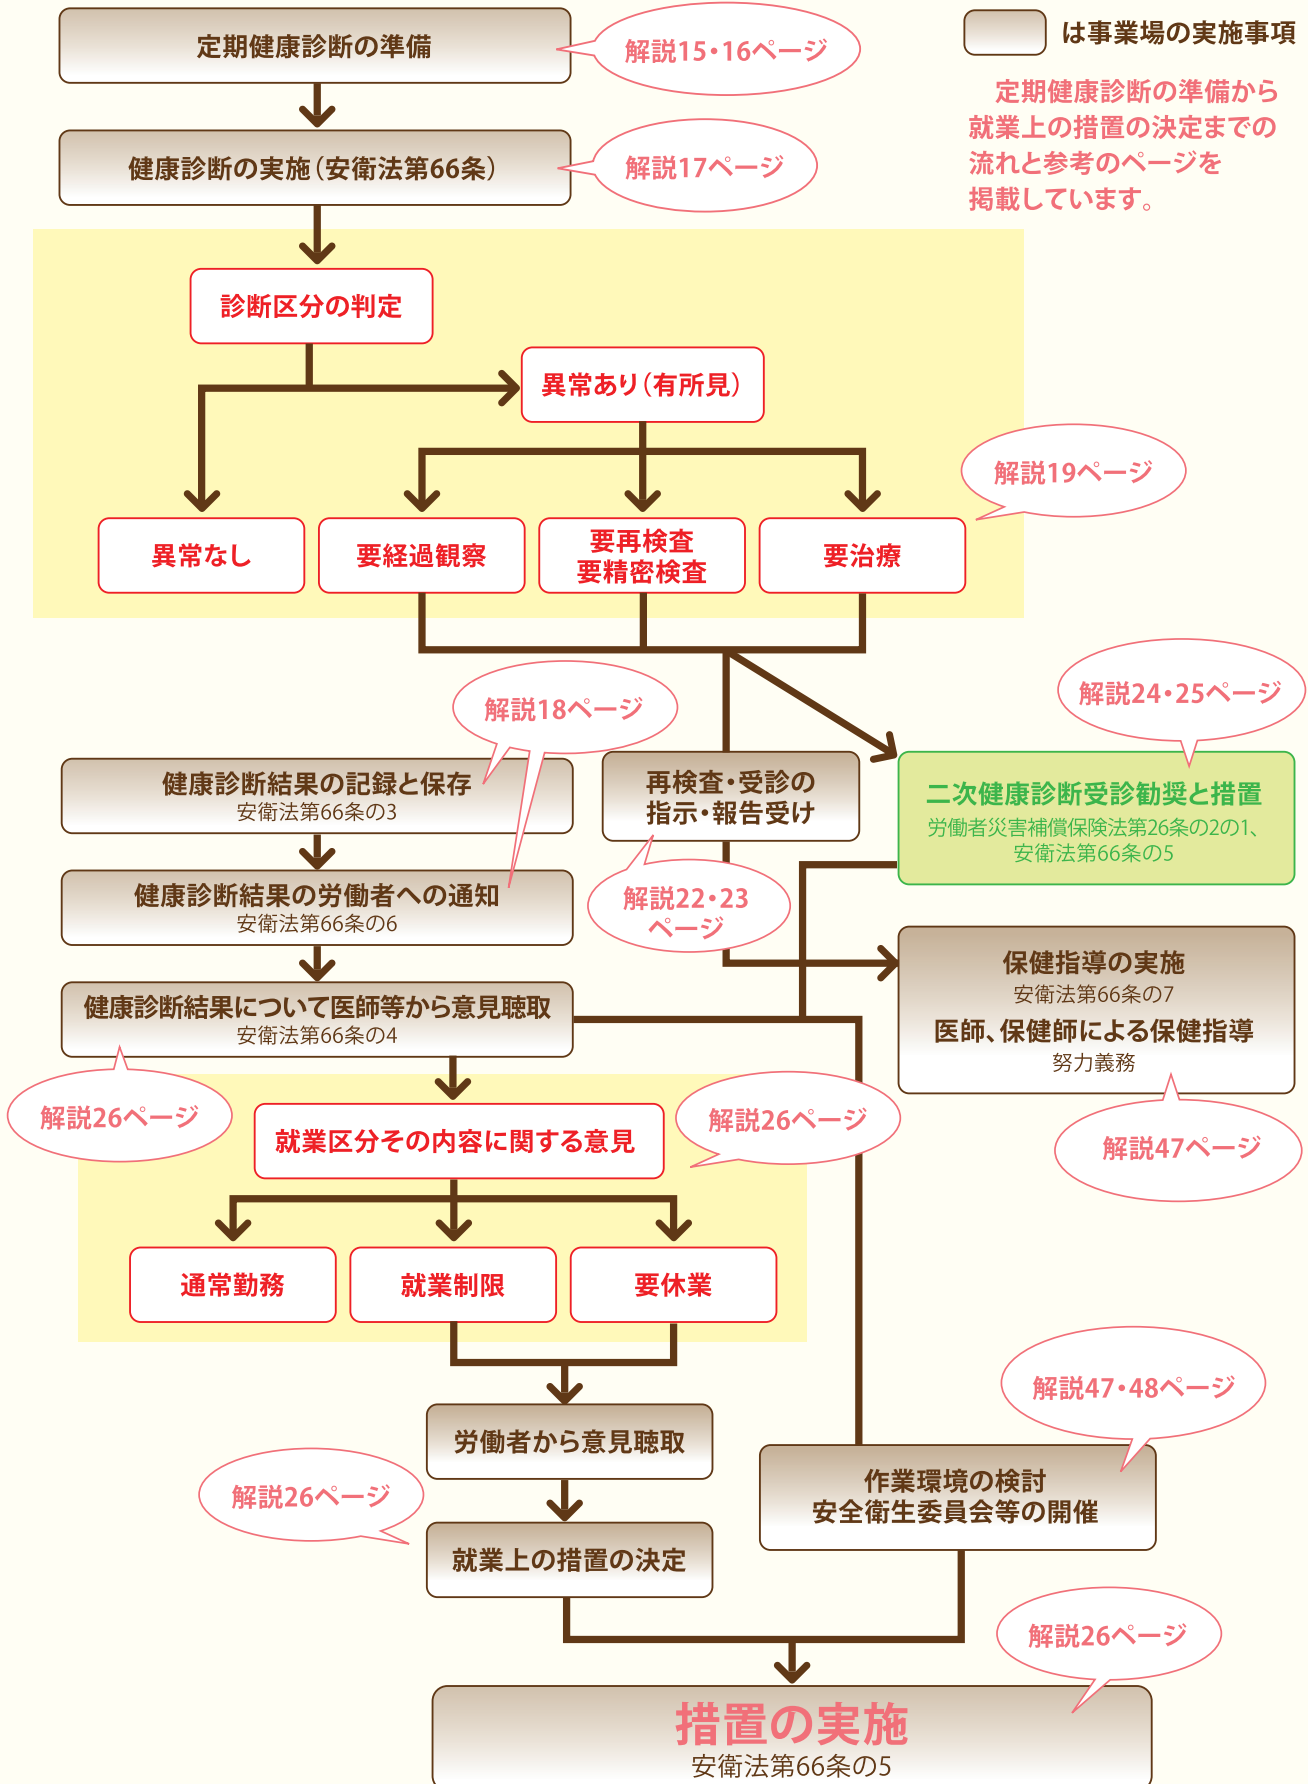 定期健康診断の準備
解説15・16ページ
は事業場の実施事項
定期健康診断の準備から
就業上の措置の決定までの
流れと参考のページを
掲載しています。
健康診断の実施（安衛法第66条）
解説17ページ
診断区分の判定
異常あり（有所見）
解説19ページ
異常なし
要経過観察
要再検査
要精密検査
要治療
解説18ページ
解説24・25ページ
健康診断結果の記録と保存
安衛法第66条の3
再検査・受診の
指示・報告受け
二次健康診断受診勧奨と措置
労働者災害補償保険法第26条の2の1、
安衛法第66条の5
健康診断結果の労働者への通知
安衛法第66条の6
解説22・23
ページ
保健指導の実施
安衛法第66条の7
医師、保健師による保健指導
努力義務
健康診断結果について医師等から意見聴取
安衛法第66条の4
解説26ページ
就業区分その内容に関する意見
解説26ページ
解説47ページ
通常勤務
就業制限
要休業
解説47・48ページ
労働者から意見聴取
作業環境の検討
安全衛生委員会等の開催
解説26ページ
就業上の措置の決定
解説26ページ
措置の実施
安衛法第66条の5